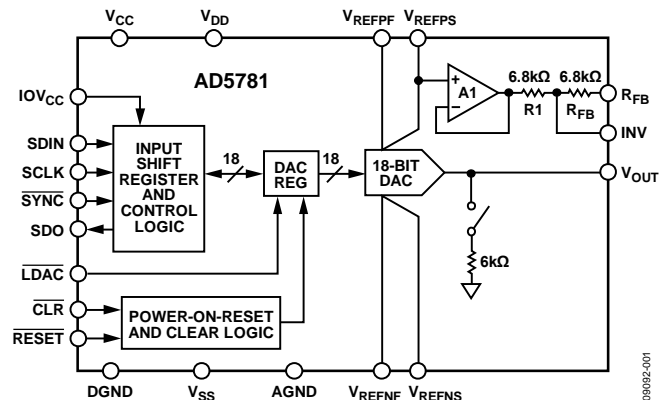 VCC
VDD
VREFPF
VREFPS
AD5781
IOVCC
SDIN
SCLK
SYNC
SDO
LDAC
CLR
RESET
INPUT
SHIFT
REGISTER
AND
CONTROL
LOGIC
18
DAC
REG
18
18-BIT
DAC
A1
+
–
6.8kΩ
R1
6.8kΩ
RFB
RFB
INV
VOUT
6kΩ
POWER-ON-RESET
AND CLEAR LOGIC
DGND
VSS
AGND
VREFNF
VREFNS
09092-001